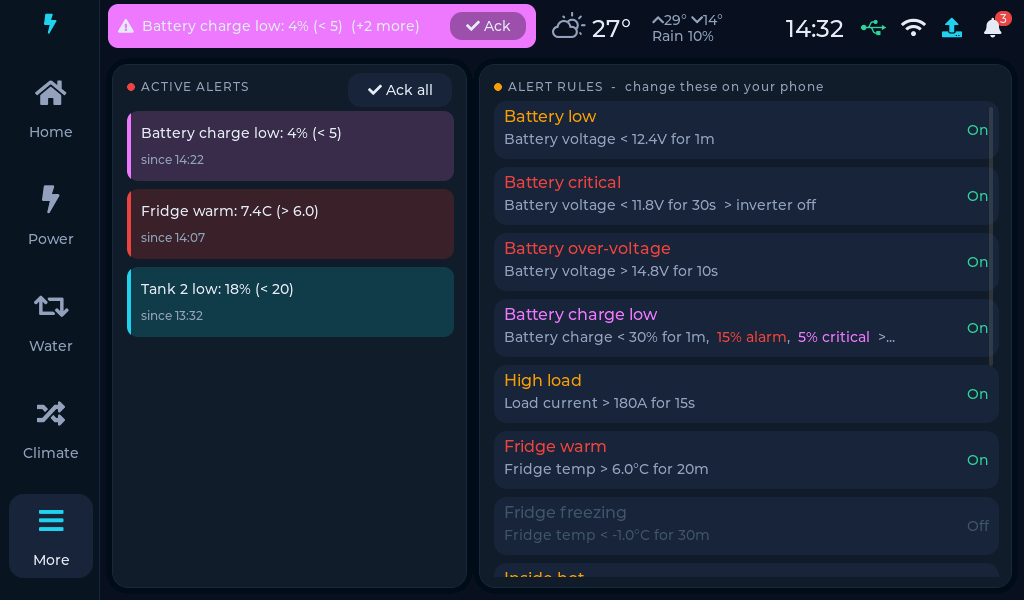 Battery charge low: 4% (< 5) (+2 more)
Ack
27°
29° 14°
Rain 10%
14:32
3
Home
Power
Water
Climate
More
ACTIVE ALERTS
Ack all
Battery charge low: 4% (< 5)
since 14:22
Fridge warm: 7.4C (> 6.0)
since 14:07
Tank 2 low: 18% (< 20)
since 13:32
ALERT RULES - change these on your phone
Battery low
Battery voltage < 12.4V for 1m
On
Battery critical
Battery voltage < 11.8V for 30s > inverter off
On
Battery over-voltage
Battery voltage > 14.8V for 10s
On
Battery charge low
Battery charge < 30% for 1m, 15% alarm, 5% critical >...
On
High load
Load current > 180A for 15s
On
Fridge warm
Fridge temp > 6.0°C for 20m
On
Fridge freezing
Fridge temp < -1.0°C for 30m
Off
Inside hot